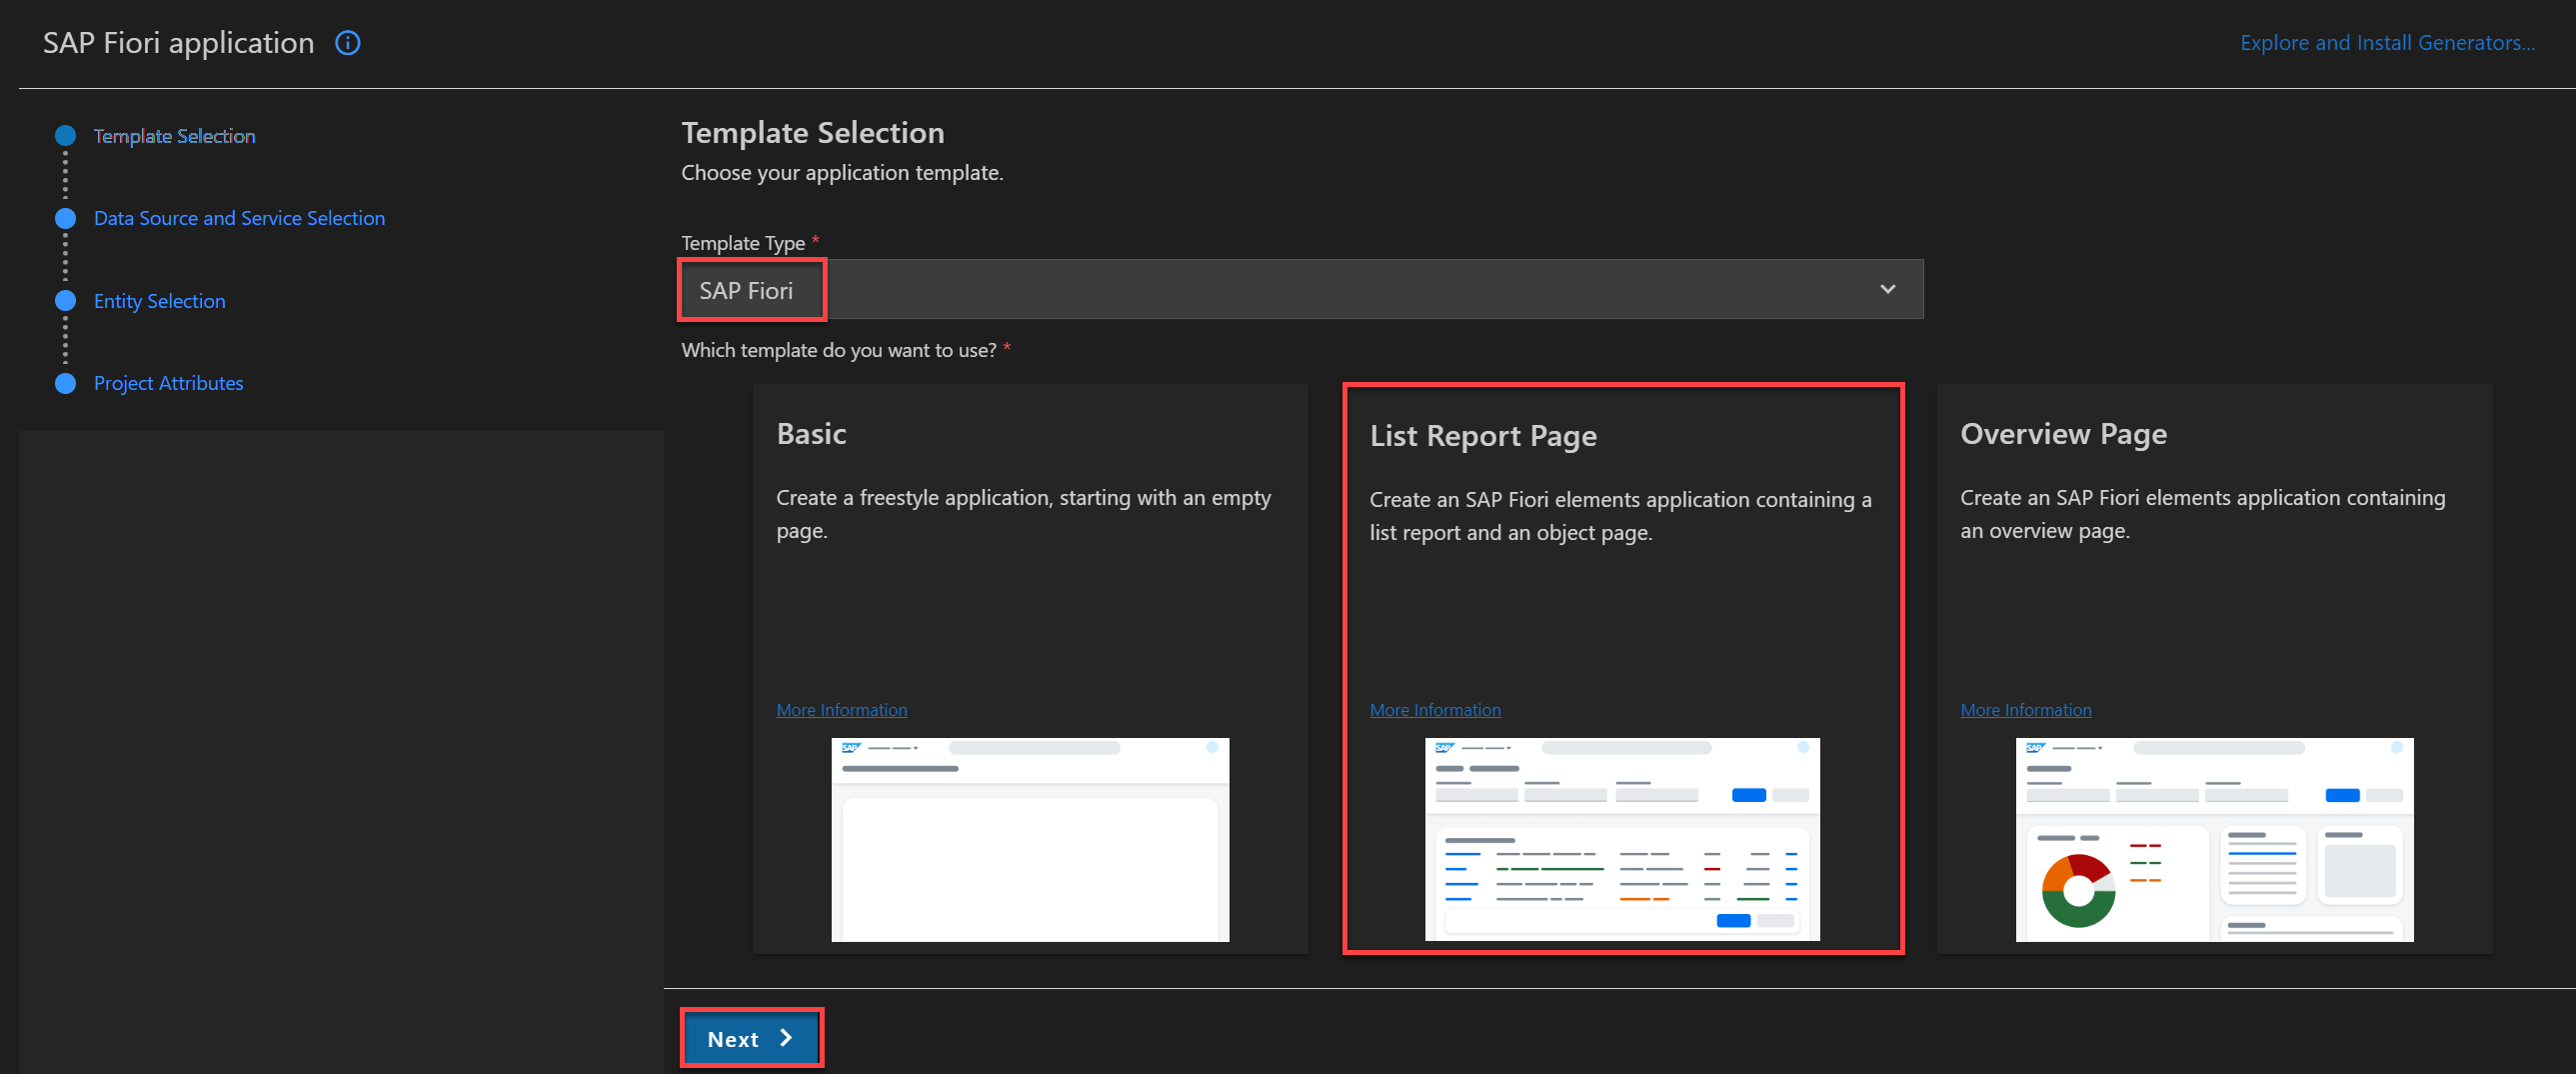 SAP Fiori application
Explore and Install Generators...
Template Selection
Data Source and Service Selection
Entity Selection
Project Attributes
Template Selection
Choose your application template.
Template Type *
SAP Fiori
Which template do you want to use? *
Basic
Create a freestyle application, starting with an empty
page.
More Information
SAP
List Report Page
Create an SAP Fiori elements application containing a
list report and an object page.
More Information
SAP
Overview Page
Create an SAP Fiori elements application containing
an overview page.
More Information
SAP
Next